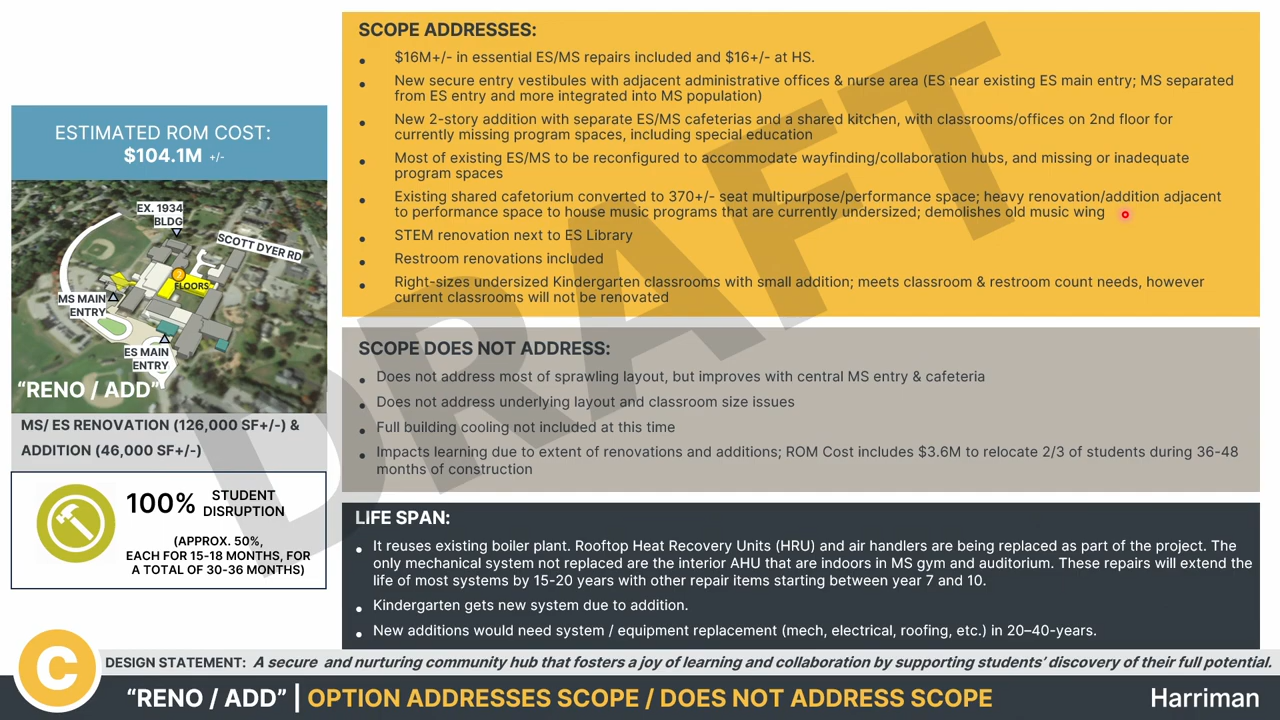 SCOPE ADDRESSES:
• $16M+/- in essential ES/MS repairs included and $16+/- at HS.
• New secure entry vestibules with adjacent administrative offices & nurse area (ES near existing ES main entry; MS separated
from ES entry and more integrated into MS population)
• New 2-story addition with separate ES/MS cafeterias and a shared kitchen, with classrooms/offices on 2nd floor for
currently missing program spaces, including special education
• Most of existing ES/MS to be reconfigured to accommodate wayfinding/collaboration hubs, and missing or inadequate
program spaces
• Existing shared cafetorium converted to 370+/- seat multipurpose/performance space; heavy renovation/addition adjacent
to performance space to house music programs that are currently undersized; demolishes old music wing
• STEM renovation next to ES Library
• Restroom renovations included
• Right-sizes undersized Kindergarten classrooms with small addition; meets classroom & restroom count needs, however
current classrooms will not be renovated
ESTIMATED ROM COST:
$104.1M +/-
EX. 1934
BLDG
SCOTT DYER RD
FLOORS
MS MAIN
ENTRY
ES MAIN
ENTRY
“RENO / ADD”
MS/ ES RENOVATION (126,000 SF+/-) &
ADDITION (46,000 SF+/-)
100% STUDENT
DISRUPTION
(APPROX. 50%,
EACH FOR 15-18 MONTHS, FOR
A TOTAL OF 30-36 MONTHS)
SCOPE DOES NOT ADDRESS:
• Does not address most of sprawling layout, but improves with central MS entry & cafeteria
• Does not address underlying layout and classroom size issues
• Full building cooling not included at this time
• Impacts learning due to extent of renovations and additions; ROM Cost includes $3.6M to relocate 2/3 of students during 36-48
months of construction
LIFE SPAN:
• It reuses existing boiler plant. Rooftop Heat Recovery Units (HRU) and air handlers are being replaced as part of the project. The
only mechanical system not replaced are the interior AHU that are indoors in MS gym and auditorium. These repairs will extend the
life of most systems by 15-20 years with other repair items starting between year 7 and 10.
• Kindergarten gets new system due to addition.
• New additions would need system / equipment replacement (mech, electrical, roofing, etc.) in 20–40-years.
DRAFT
C
DESIGN STATEMENT: A secure and nurturing community hub that fosters a joy of learning and collaboration by supporting students’ discovery of their full potential.
“RENO / ADD” | OPTION ADDRESSES SCOPE / DOES NOT ADDRESS SCOPE
Harriman